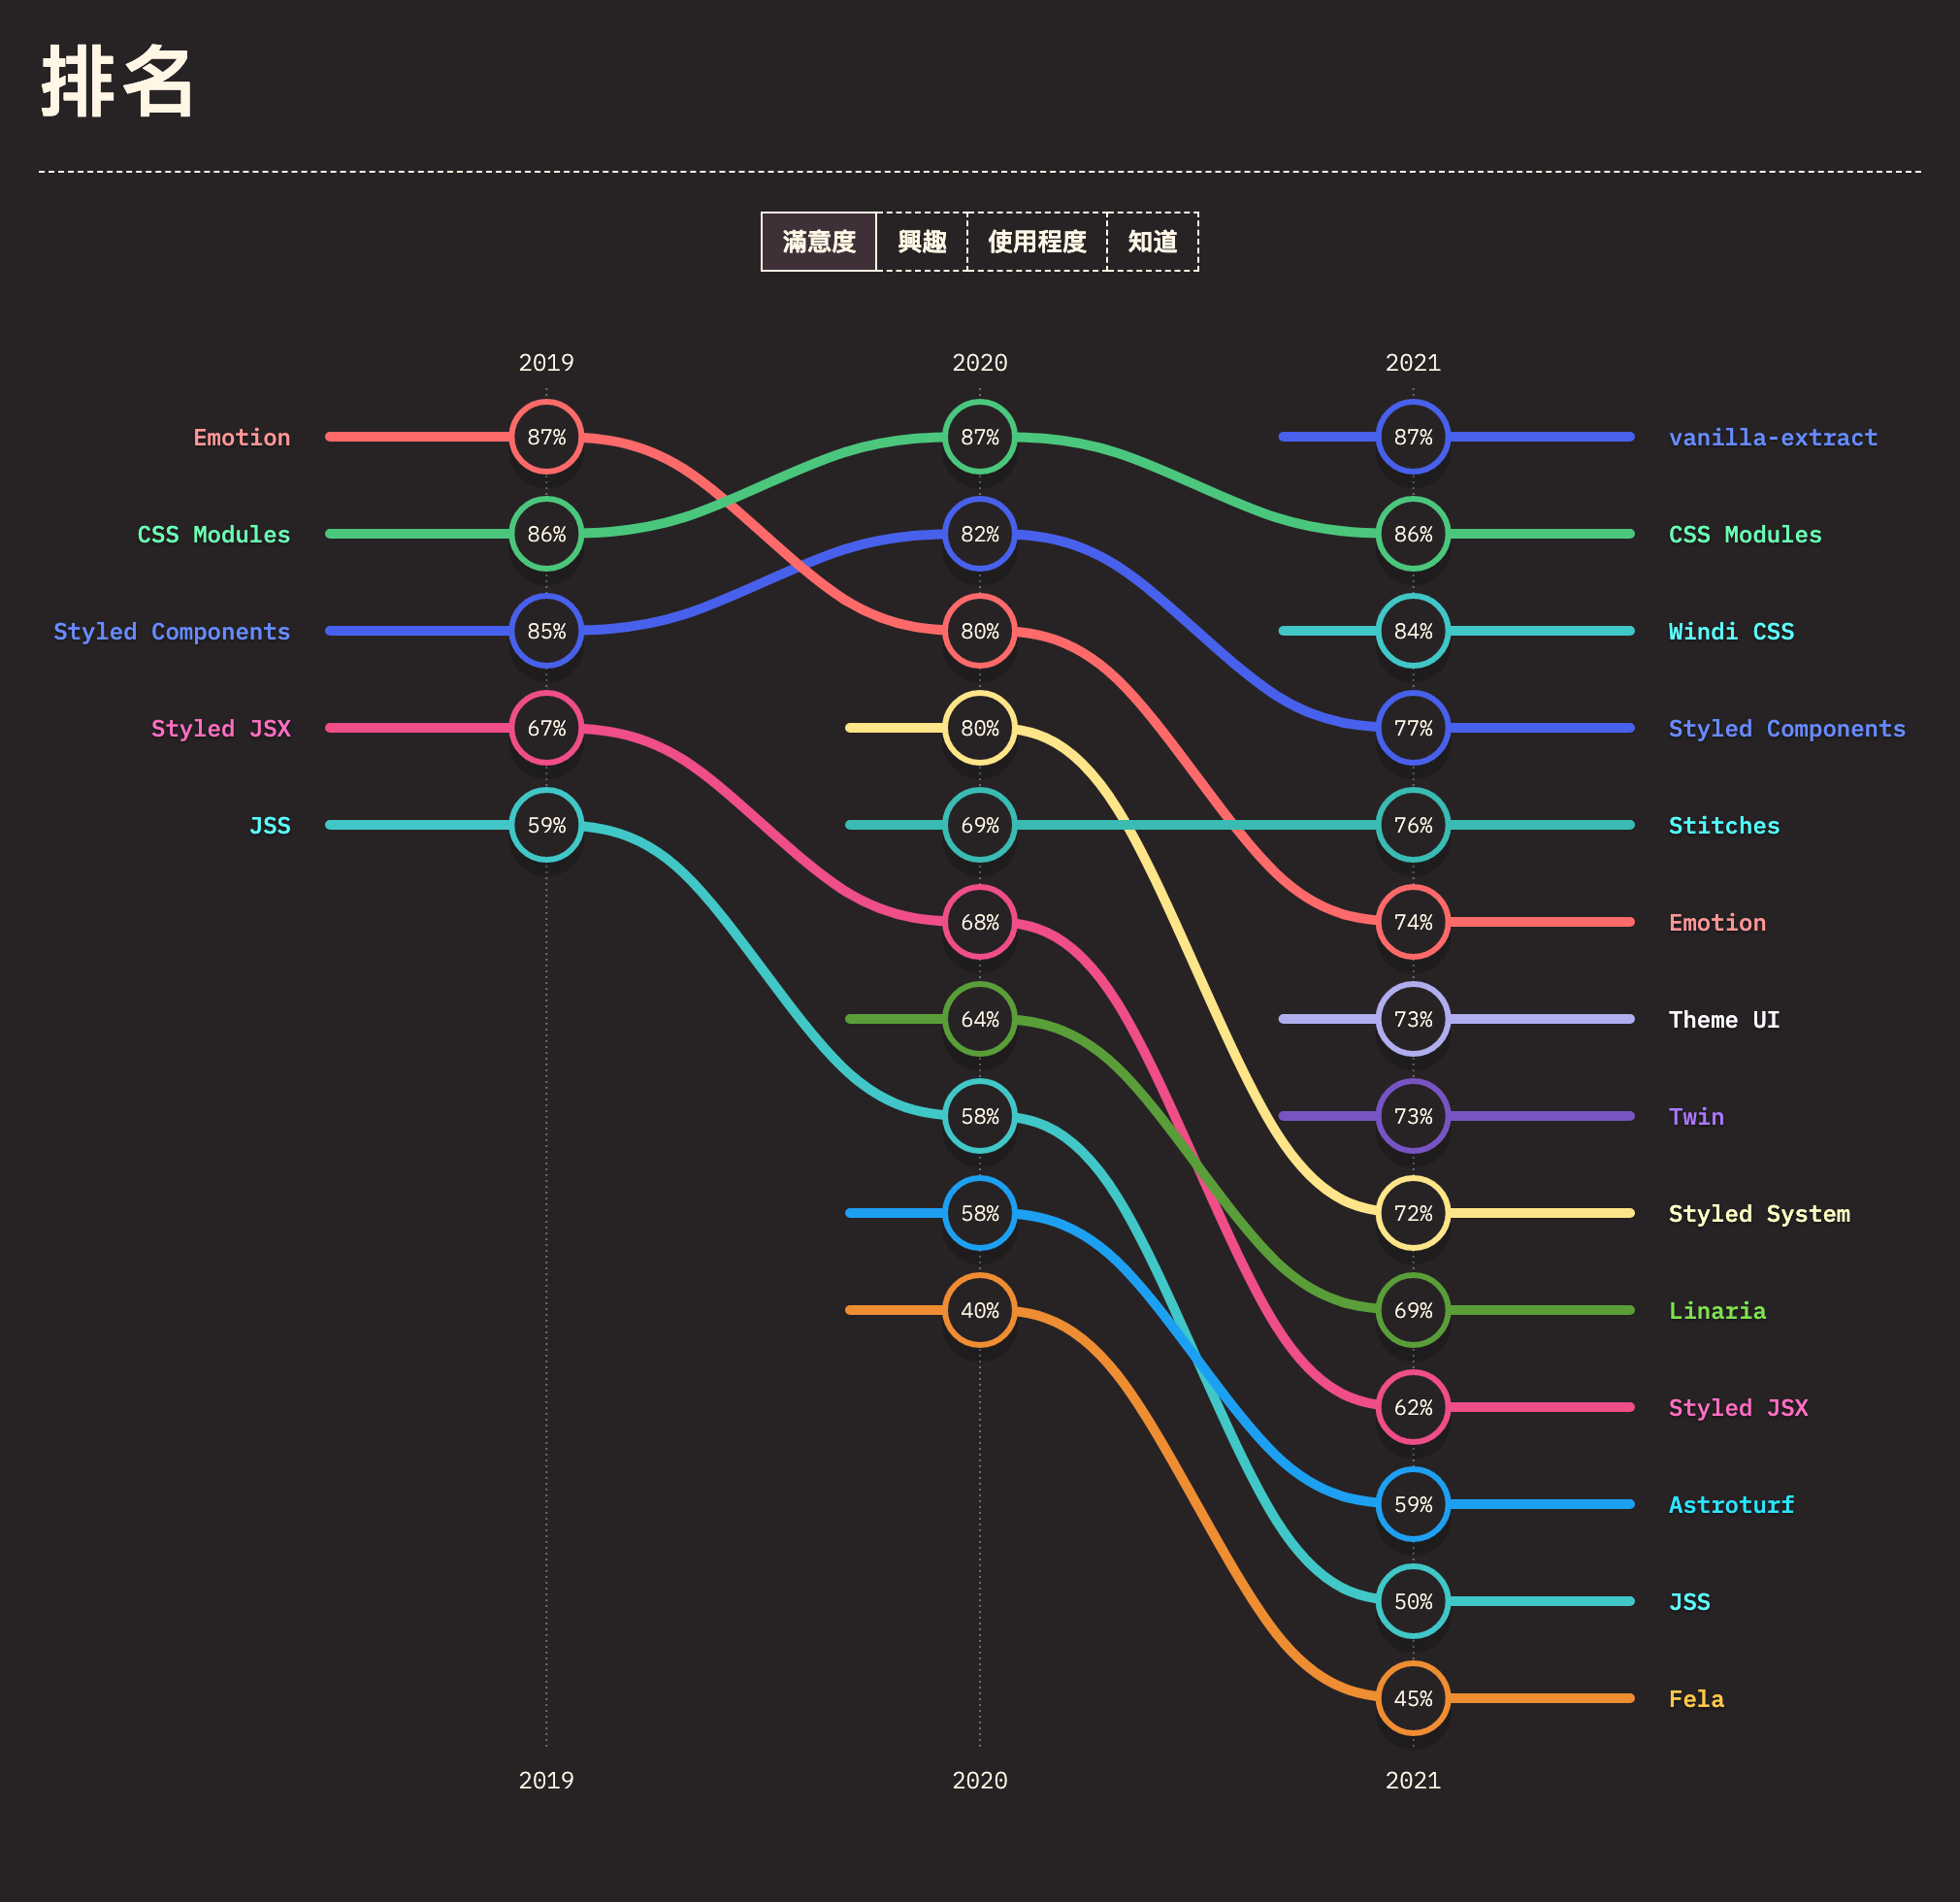 排名
滿意度 興趣 使用程度 知道
2019 2020 2021
Emotion 87% 87% 87% vanilla-extract
CSS Modules 86% 82% 86% CSS Modules
Styled Components 85% 80% 84% Windi CSS
Styled JSX 67% 80% 77% Styled Components
JSS 59% 69% 76% Stitches
68% 74% Emotion
64% 73% Theme UI
58% 73% Twin
58% 72% Styled System
40% 69% Linaria
62% Styled JSX
59% Astroturf
50% JSS
45% Fela
2019 2020 2021